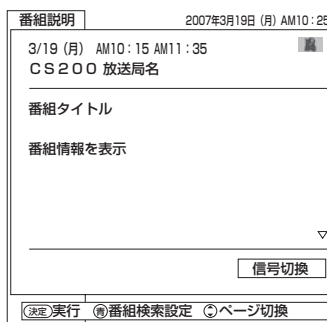 番組説明 2007年3月19日（月）AM10：25
3/19（月） AM10：15 AM11：35
ＣＳ２００ 放送局名
番組タイトル
番組情報を表示
信号切換
決定 実行 青 番組検索設定 ページ切換